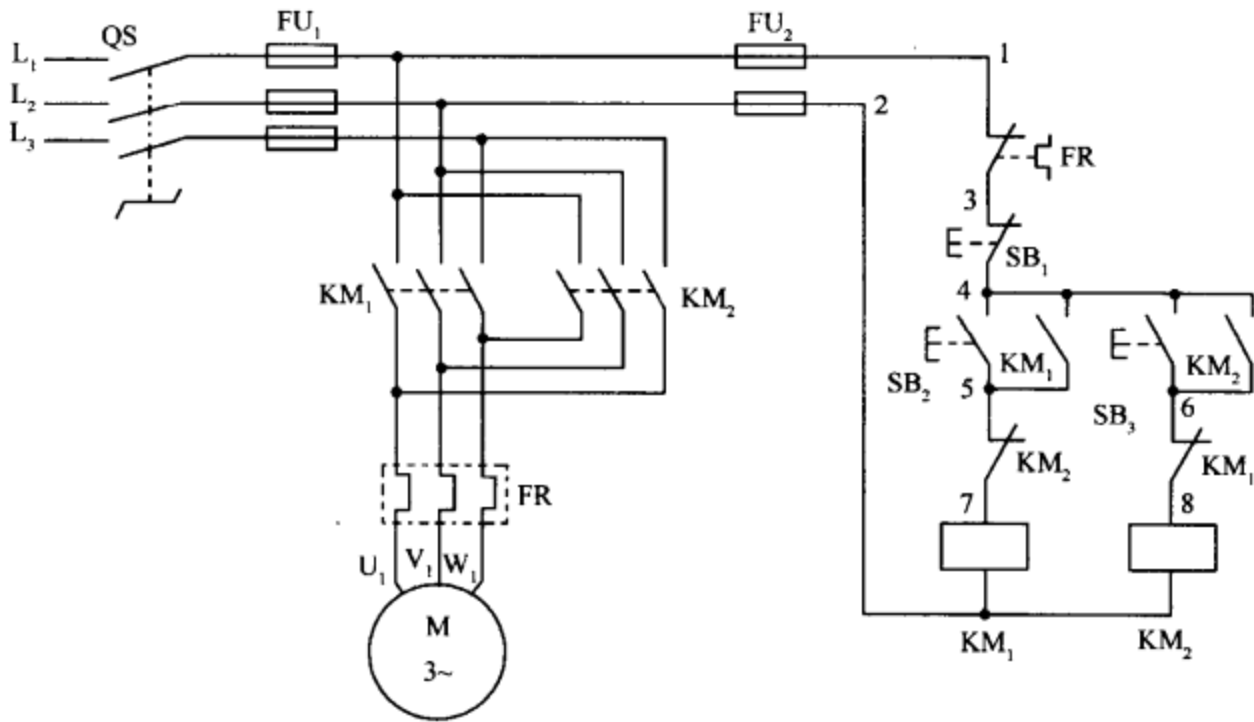 QS
FU₁
FU₂
L₁
L₂
L₃
1
2
FR
3
SB₁
4
KM₁
KM₂
SB₂
KM₁
5
SB₃
KM₂
6
KM₂
KM₁
7
8
FR
U₁
V₁
W₁
M
3~
KM₁
KM₂